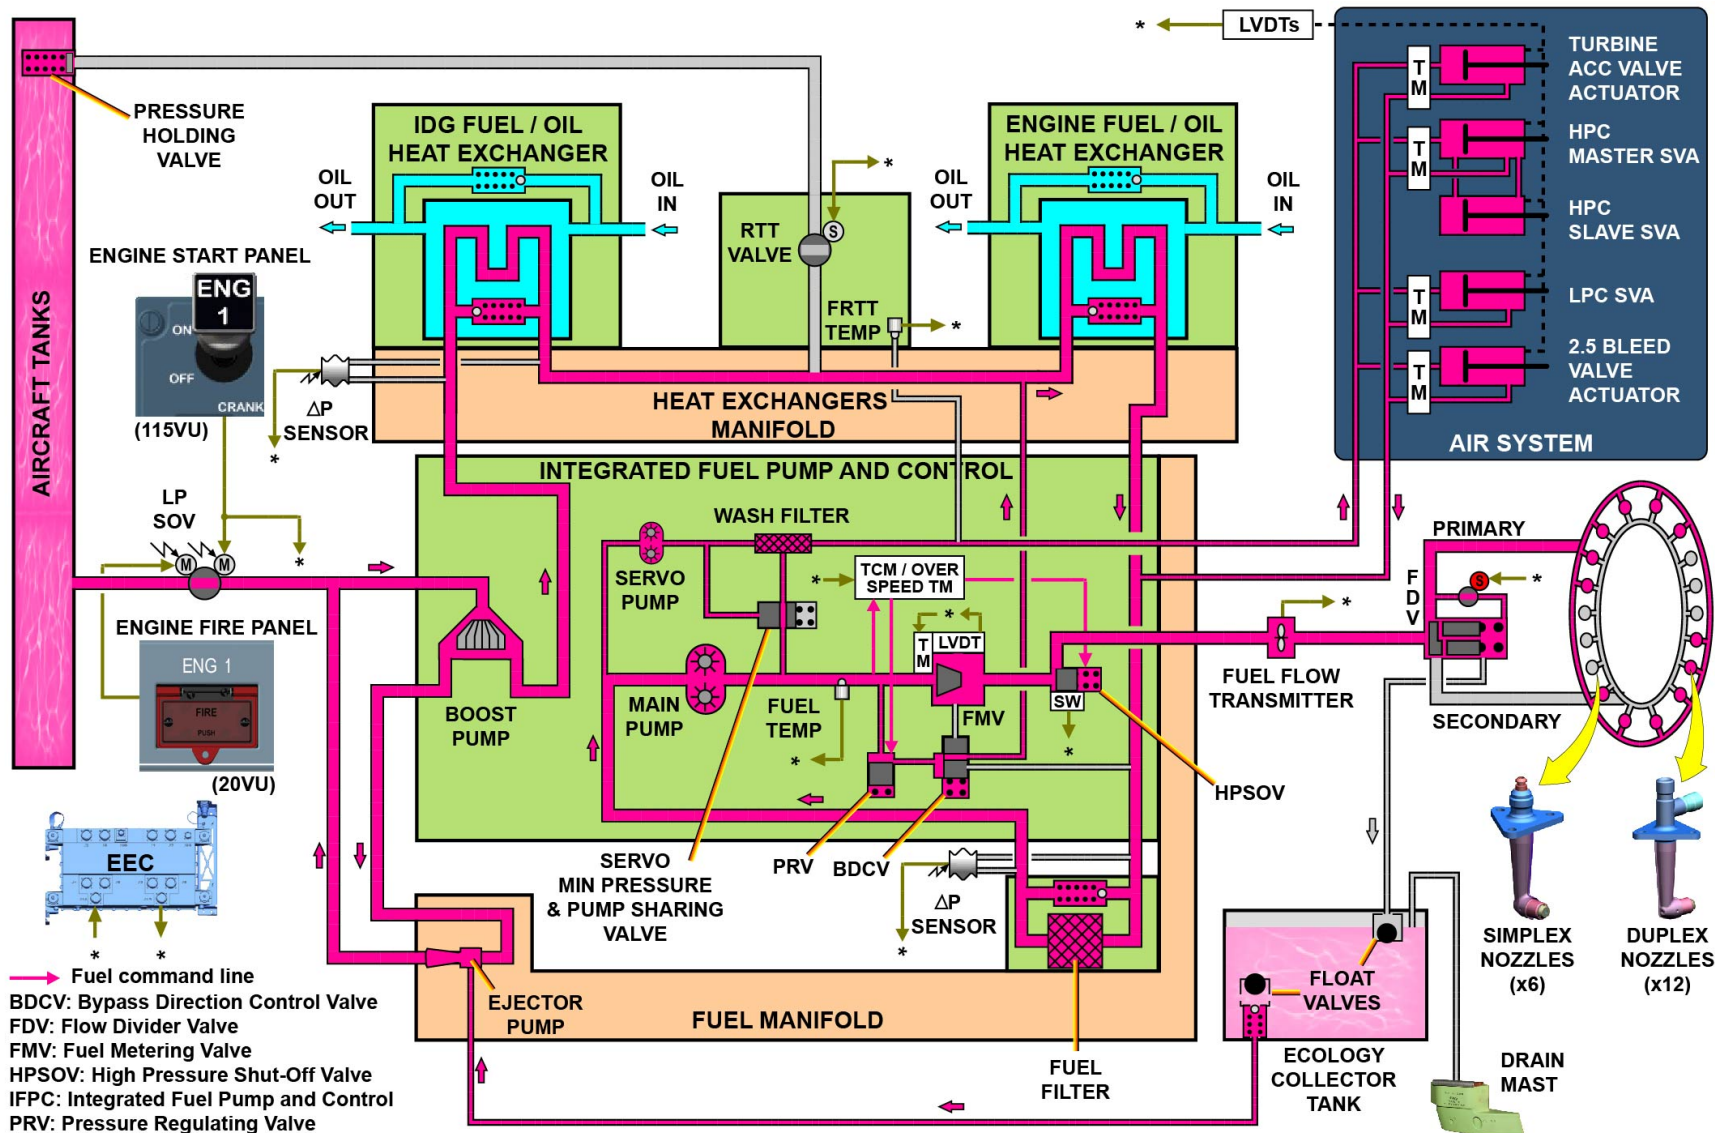 *
LVDTs
TURBINE
ACC VALVE
ACTUATOR
T
M
PRESSURE
HOLDING
VALVE
IDG FUEL / OIL
HEAT EXCHANGER
ENGINE FUEL / OIL
HEAT EXCHANGER
HPC
MASTER SVA
T
M
OIL
OUT
OIL
IN
*
OIL
OUT
OIL
IN
HPC
SLAVE SVA
RTT
VALVE
S
ENGINE START PANEL
ENG
1
ON
OFF
CRANK
(115VU)
FRTT
TEMP
*
LPC SVA
T
M
2.5 BLEED
VALVE
ACTUATOR
T
M
AIR SYSTEM
AIRCRAFT TANKS
ΔP
SENSOR
*
HEAT EXCHANGERS
MANIFOLD
INTEGRATED FUEL PUMP AND CONTROL
LP
SOV
M
M
*
WASH FILTER
SERVO
PUMP
*
TCM / OVER
SPEED TM
PRIMARY
F
D
V
S
*
*
ENGINE FIRE PANEL
ENG 1
FIRE
PUSH
(20VU)
*
T
M
LVDT
FUEL FLOW
TRANSMITTER
BOOST
PUMP
MAIN
PUMP
FUEL
TEMP
*
FMV
SW
*
SECONDARY
HPSOV
EEC
*
*
SERVO
MIN PRESSURE
& PUMP SHARING
VALVE
PRV
BDCV
ΔP
SENSOR
*
SIMPLEX
NOZZLES
(x6)
DUPLEX
NOZZLES
(x12)
FLOAT
VALVES
EJECTOR
PUMP
FUEL MANIFOLD
FUEL
FILTER
ECOLOGY
COLLECTOR
TANK
DRAIN
MAST
Fuel command line
BDCV: Bypass Direction Control Valve
FDV: Flow Divider Valve
FMV: Fuel Metering Valve
HPSOV: High Pressure Shut-Off Valve
IFPC: Integrated Fuel Pump and Control
PRV: Pressure Regulating Valve